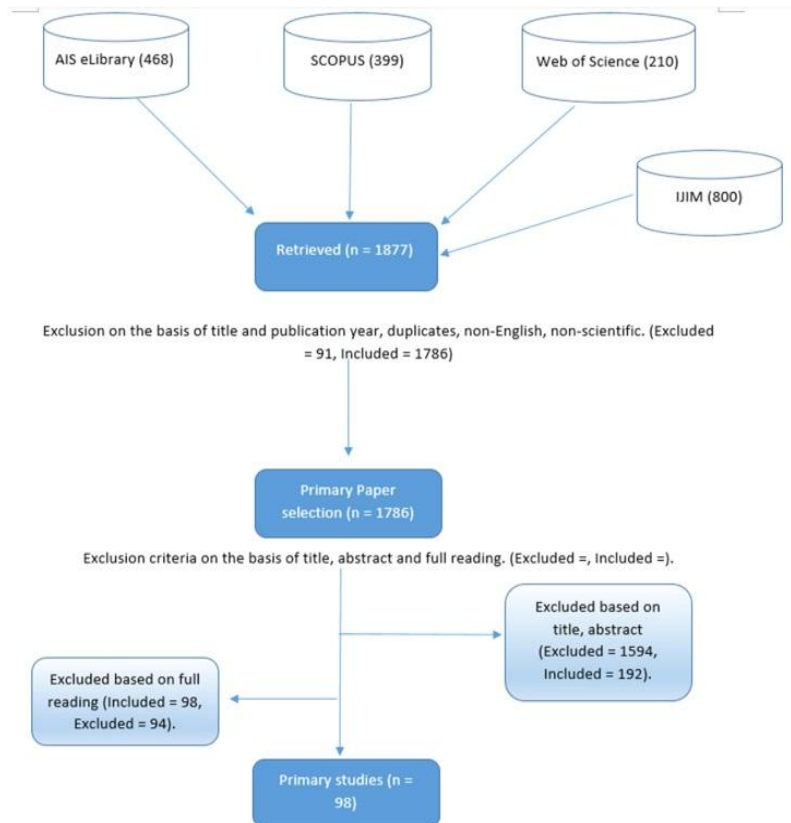 AIS eLibrary (468)
SCOPUS (399)
Web of Science (210)
IJIM (800)
Retrieved (n = 1877)
Exclusion on the basis of title and publication year, duplicates, non-English, non-scientific. (Excluded
= 91, Included = 1786)
Primary Paper
selection (n = 1786)
Exclusion criteria on the basis of title, abstract and full reading. (Excluded =, Included =).
Excluded based on
title, abstract
(Excluded = 1594,
Included = 192).
Excluded based on full
reading (Included = 98,
Excluded = 94).
Primary studies (n =
98)